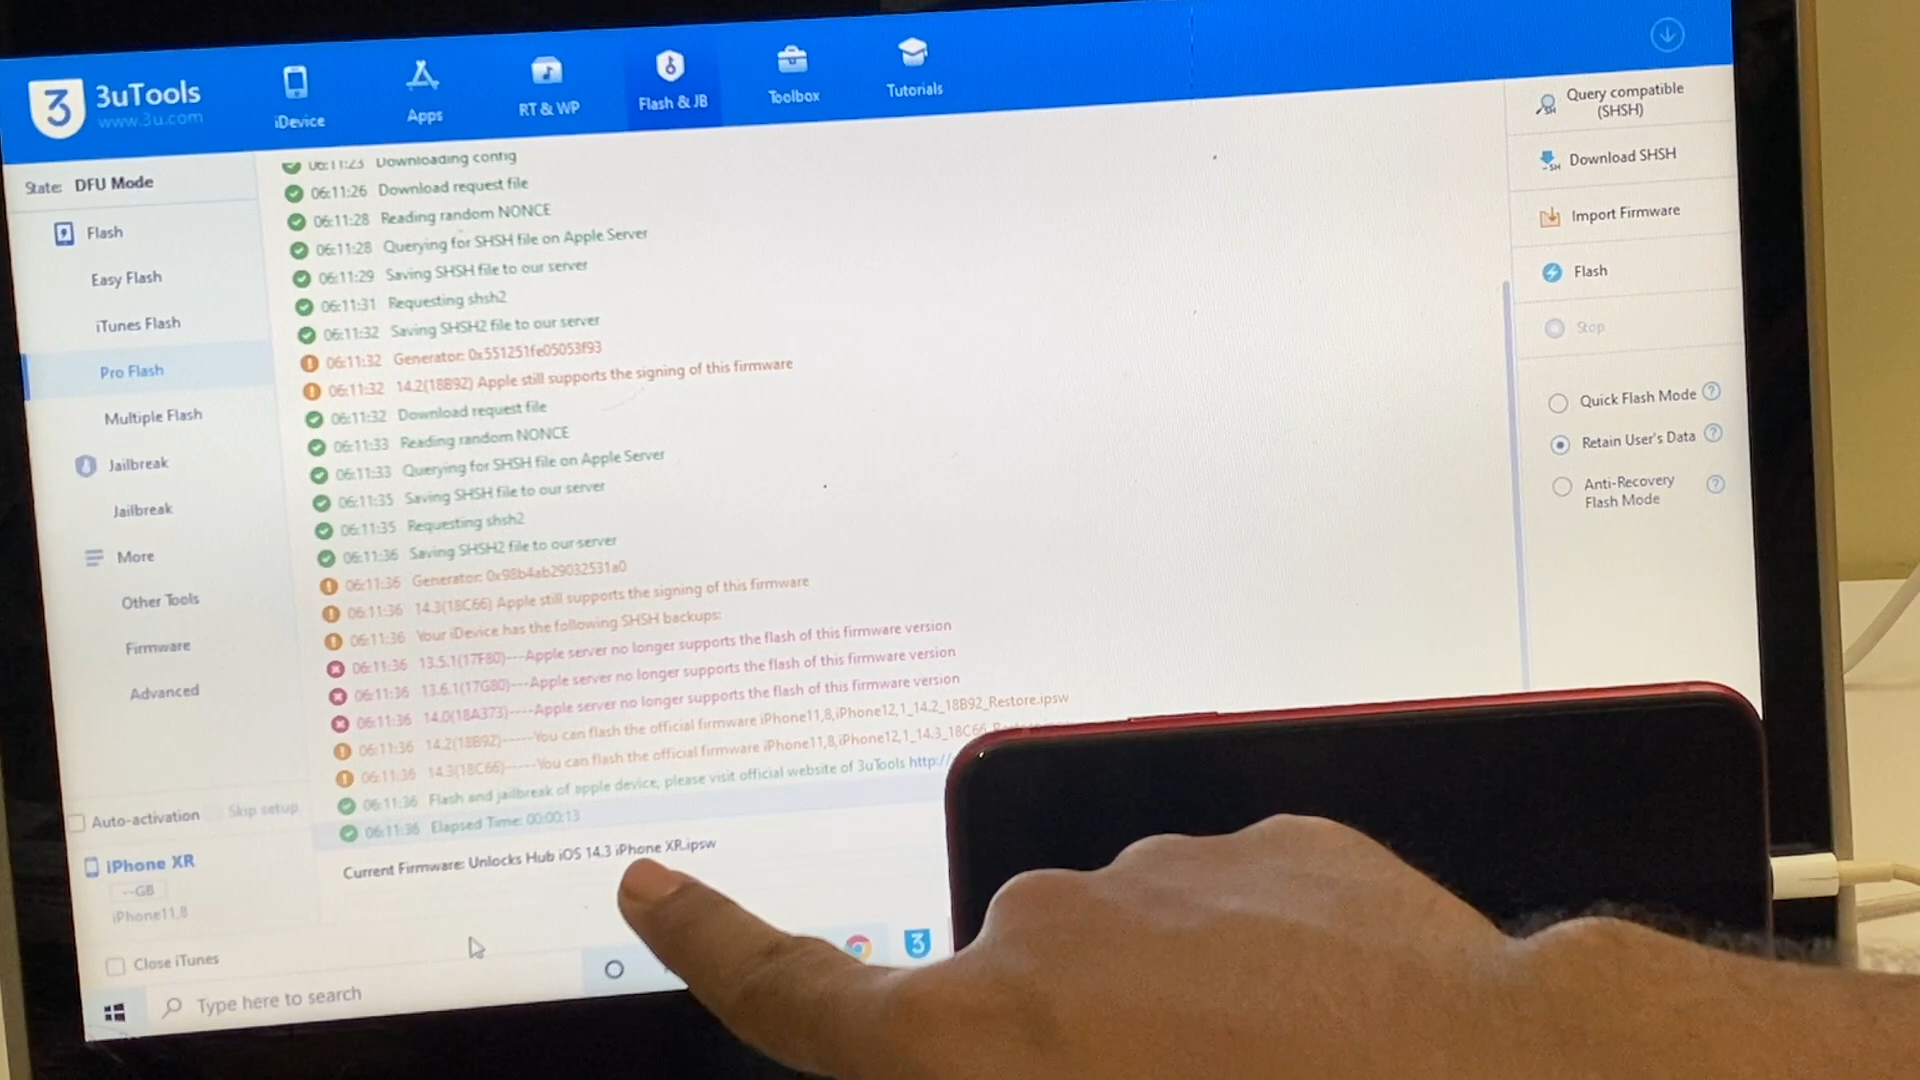 3uTools
www.3u.com
iDevice
Apps
RT & WP
Flash & JB
Toolbox
Tutorials
State: DFU Mode
Flash
Easy Flash
iTunes Flash
Pro Flash
Multiple Flash
Jailbreak
Jailbreak
More
Other Tools
Firmware
Advanced
Auto-activation Skip setup
iPhone XR
--GB
iPhone11,8
Close iTunes
06:11:23 Downloading config
06:11:26 Download request file
06:11:28 Reading random NONCE
06:11:28 Querying for SHSH file on Apple Server
06:11:29 Saving SHSH file to our server
06:11:31 Requesting shsh2
06:11:32 Saving SHSH2 file to our server
06:11:32 Generator: 0x551251fe05053f93
06:11:32 14.2(18B92) Apple still supports the signing of this firmware
06:11:32 Download request file
06:11:33 Reading random NONCE
06:11:33 Querying for SHSH file on Apple Server
06:11:35 Saving SHSH file to our server
06:11:35 Requesting shsh2
06:11:36 Saving SHSH2 file to our server
06:11:36 Generator: 0x98b4ab29032531a0
06:11:36 14.3(18C66) Apple still supports the signing of this firmware
06:11:36 Your iDevice has the following SHSH backups:
06:11:36 13.5.1(17F80)---Apple server no longer supports the flash of this firmware version
06:11:36 13.6.1(17G80)---Apple server no longer supports the flash of this firmware version
06:11:36 14.0(18A373)----Apple server no longer supports the flash of this firmware version
06:11:36 14.2(18B92)------You can flash the official firmware iPhone11,8,iPhone12,1_14.2_18B92_Restore.ipsw
06:11:36 14.3(18C66)------You can flash the official firmware iPhone11,8,iPhone12,1_14.3_18C66_Restore.ipsw
06:11:36 Flash and jailbreak of apple device, please visit official website of 3uTools http://
06:11:36 Elapsed Time: 00:00:13
Current Firmware: Unlocks Hub iOS 14.3 iPhone XR.ipsw
Query compatible
(SHSH)
Download SHSH
Import Firmware
Flash
Stop
Quick Flash Mode
Retain User's Data
Anti-Recovery
Flash Mode
Type here to search